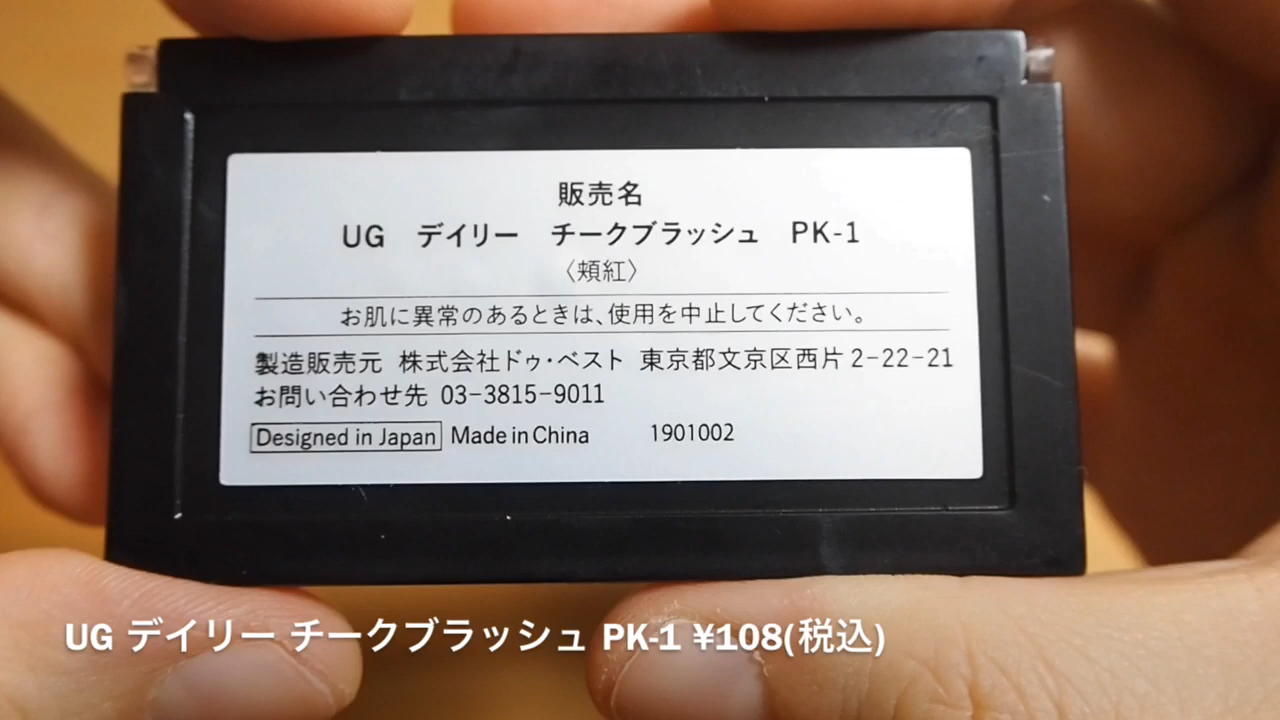 販売名
UG デイリー チークブラッシュ PK-1
〈頬紅〉
お肌に異常のあるときは、使用を中止してください。
製造販売元 株式会社ドゥ・ベスト 東京都文京区西片2-22-21
お問い合わせ先 03-3815-9011
Designed in Japan Made in China 1901002
UG デイリー チークブラッシュ PK-1 ¥108(税込)